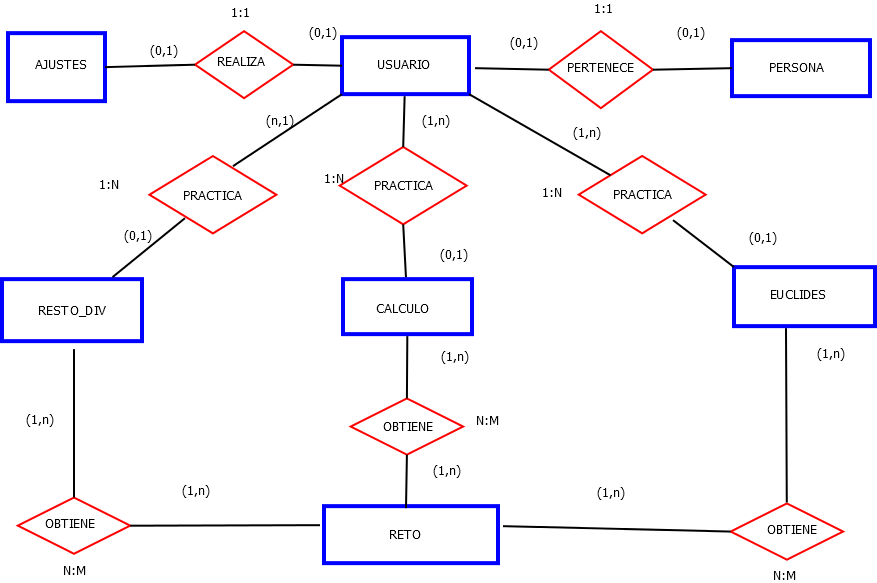 1:1
1:1
(0,1)
(0,1)
(0,1)
(0,1)
AJUSTES
REALIZA
USUARIO
PERTENECE
PERSONA
(n,1)
(1,n)
(1,n)
1:N
PRACTICA
1:N
PRACTICA
1:N
PRACTICA
(0,1)
(0,1)
(0,1)
RESTO_DIV
CALCULO
EUCLIDES
(1,n)
(1,n)
(1,n)
OBTIENE
N:M
(1,n)
(1,n)
(1,n)
OBTIENE
RETO
OBTIENE
N:M
N:M